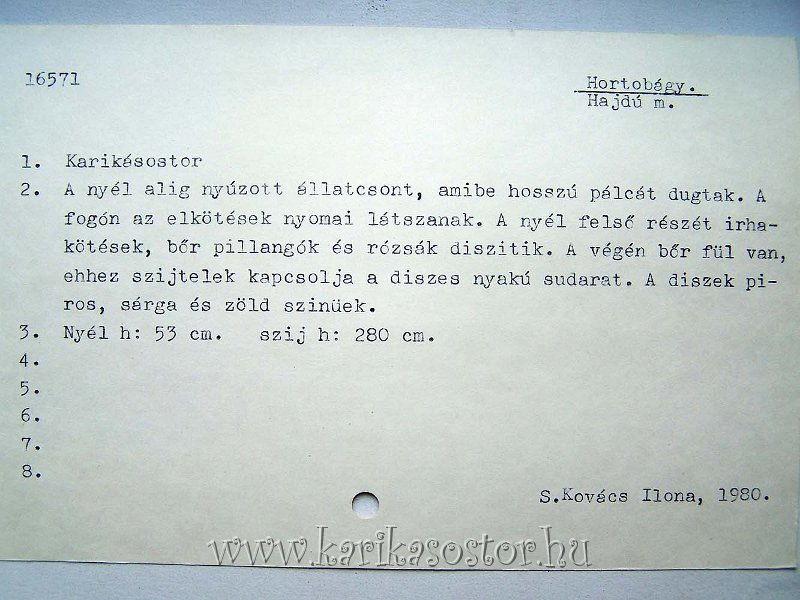 16571
Hortobágy.
Hajdú m.
1. Karikásostor
2. A nyél alig nyúzott állatcsont, amibe hosszú pálcát dugtak. A
fogón az elkötések nyomai látszanak. A nyél felső részét irha-
kötések, bőr pillangók és rózsák diszitik. A végén bőr fül van,
ehhez szijtelek kapcsolja a diszes nyakú sudarat. A diszek pi-
ros, sárga és zöld szinüek.
3. Nyél h: 53 cm. szij h: 280 cm.
4.
5.
6.
7.
8.
S.Kovács Ilona, 1980.
www.karikasostor.hu